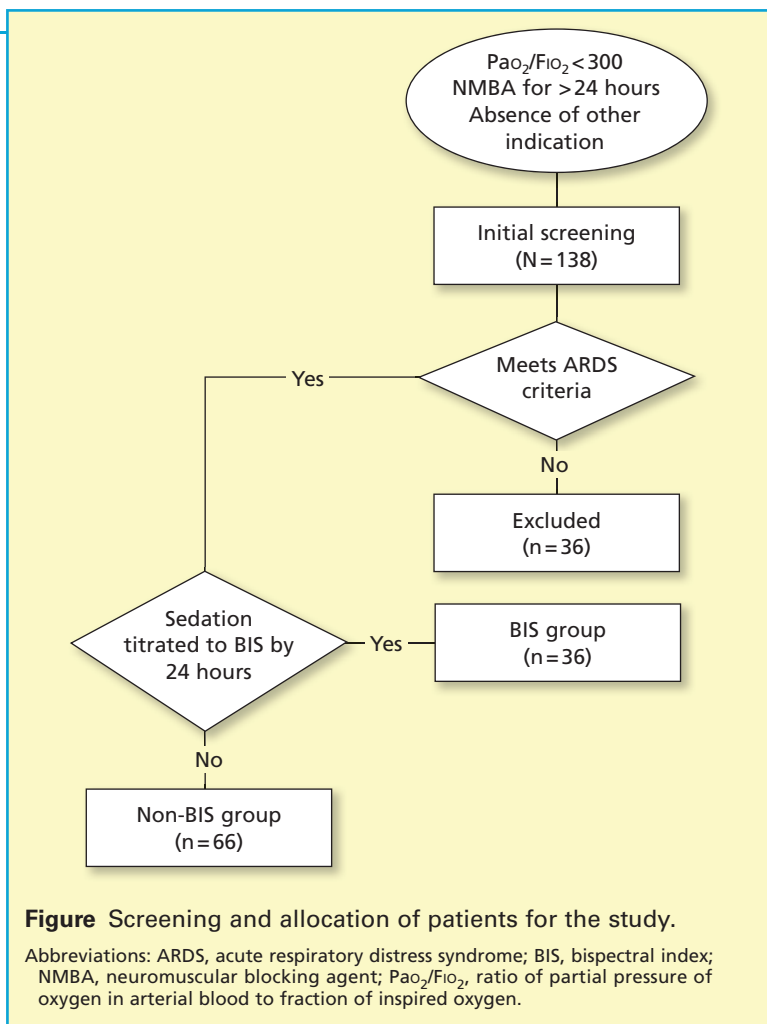 PaO₂/FIO₂<300
NMBA for >24 hours
Absence of other
indication
Initial screening
(N=138)
Meets ARDS
criteria
Yes
No
Excluded
(n=36)
Sedation
titrated to BIS by
24 hours
Yes
BIS group
(n=36)
No
Non-BIS group
(n=66)
Figure Screening and allocation of patients for the study.
Abbreviations: ARDS, acute respiratory distress syndrome; BIS, bispectral index;
NMBA, neuromuscular blocking agent; PaO₂/FIO₂, ratio of partial pressure of
oxygen in arterial blood to fraction of inspired oxygen.